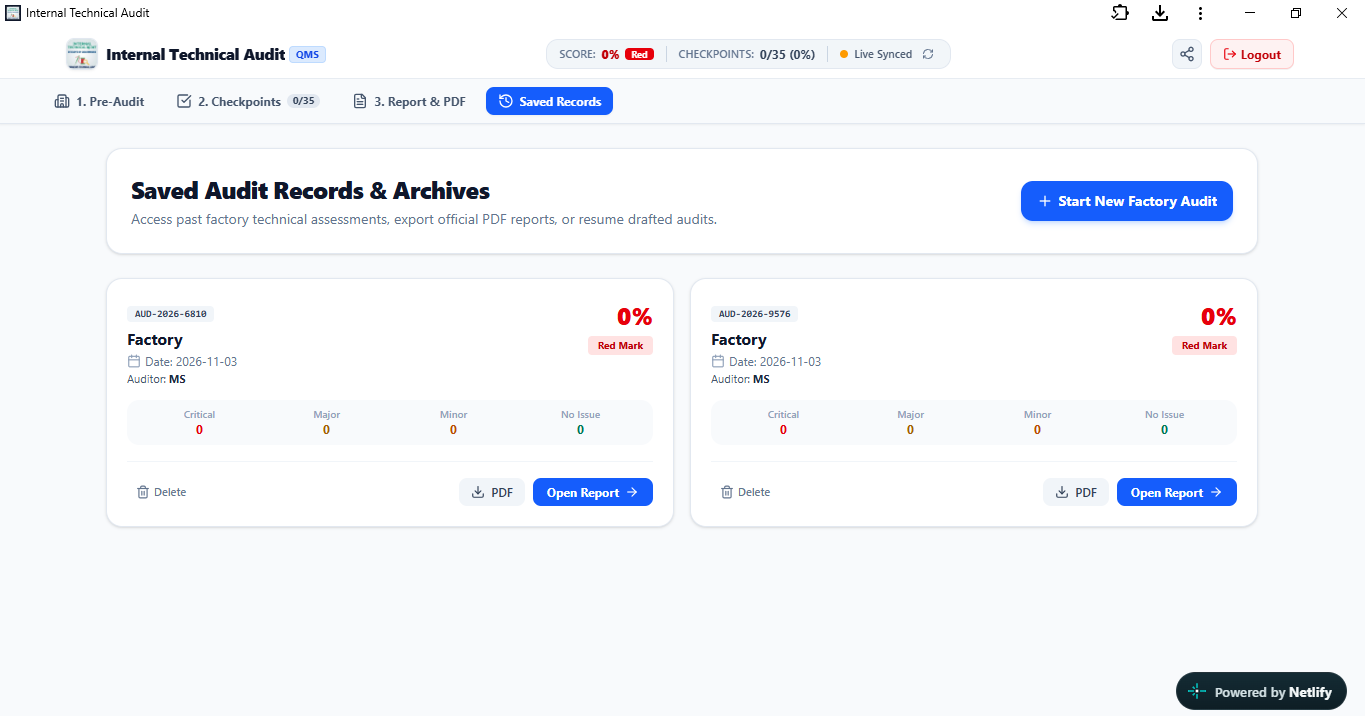 Internal Technical Audit
Internal Technical Audit QMS
SCORE: 0% Red CHECKPOINTS: 0/35 (0%) Live Synced
Logout
1. Pre-Audit 2. Checkpoints 0/35 3. Report & PDF Saved Records
Saved Audit Records & Archives
Access past factory technical assessments, export official PDF reports, or resume drafted audits.
+ Start New Factory Audit
AUD-2026-6810
0%
Factory
Red Mark
Date: 2026-11-03
Auditor: MS
Critical Major Minor No Issue
0 0 0 0
Delete PDF Open Report →
AUD-2026-9576
0%
Factory
Red Mark
Date: 2026-11-03
Auditor: MS
Critical Major Minor No Issue
0 0 0 0
Delete PDF Open Report →
Powered by Netlify